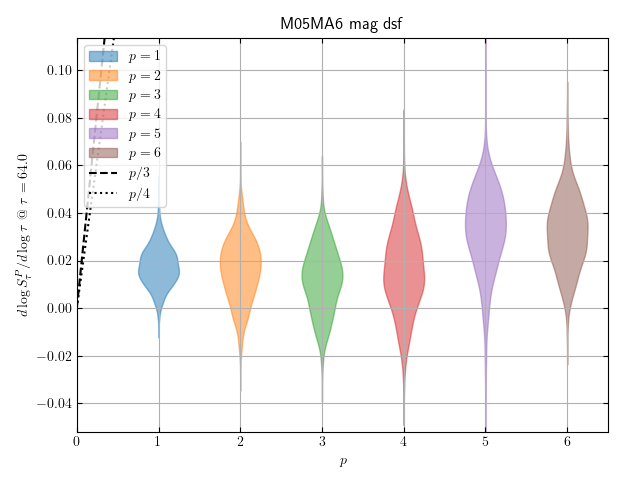 M05MA6 mag dsf
d log S_τ^P / d log τ @ τ = 64.0
0.10
0.08
0.06
0.04
0.02
0.00
−0.02
−0.04
p = 1
p = 2
p = 3
p = 4
p = 5
p = 6
p/3
p/4
0 1 2 3 4 5 6
p